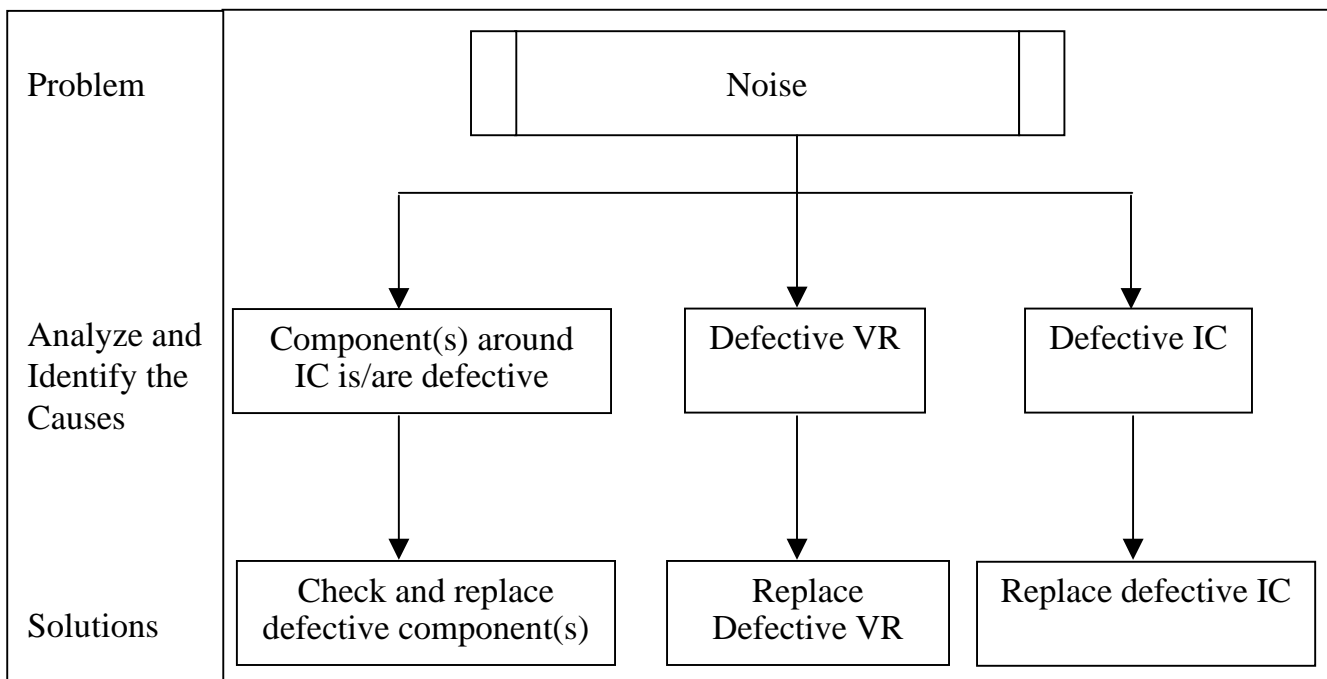 Problem
Noise
Analyze and
Identify the
Causes
Component(s) around
IC is/are defective
Defective VR
Defective IC
Solutions
Check and replace
defective component(s)
Replace
Defective VR
Replace defective IC